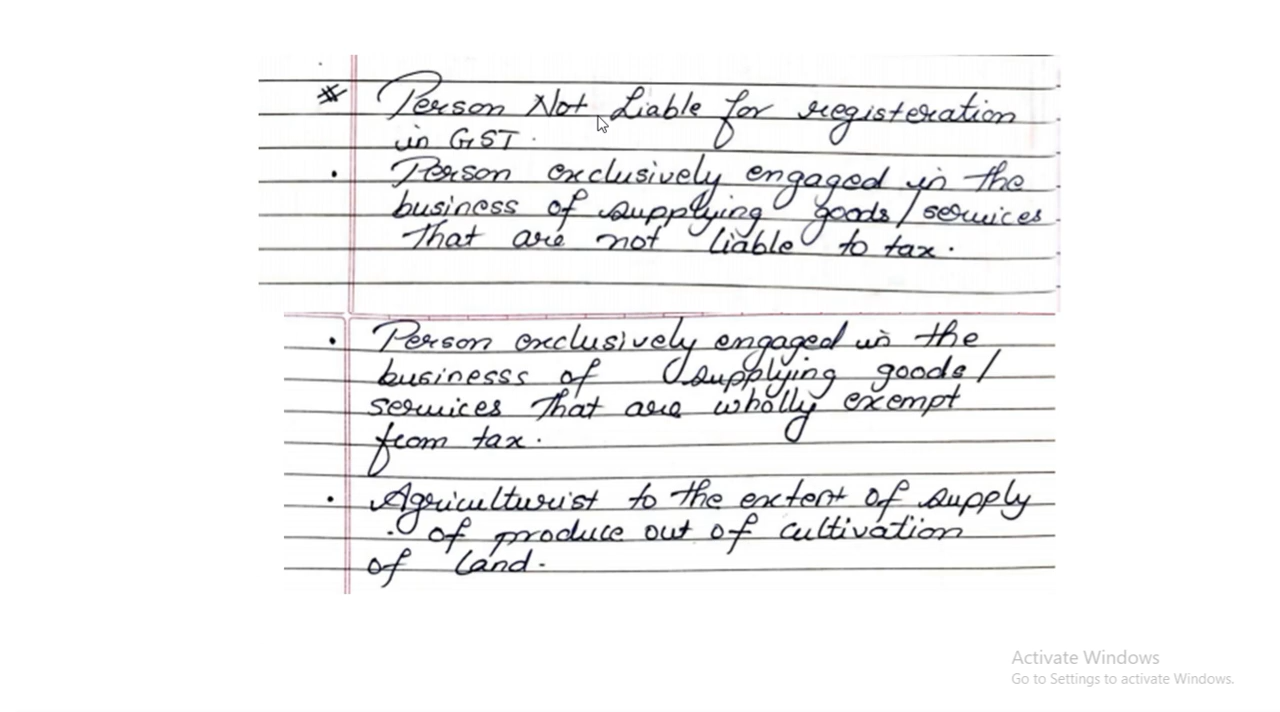 * Person Not Liable for registeration
in GST.
• Person exclusively engaged in the
business of supplying goods/services
that are not liable to tax.
• Person exclusively engaged in the
businesss of supplying goods/
services that are wholly exempt
from tax.
• Agriculturist to the extent of supply
of produce out of cultivation
of land.
Activate Windows
Go to Settings to activate Windows.